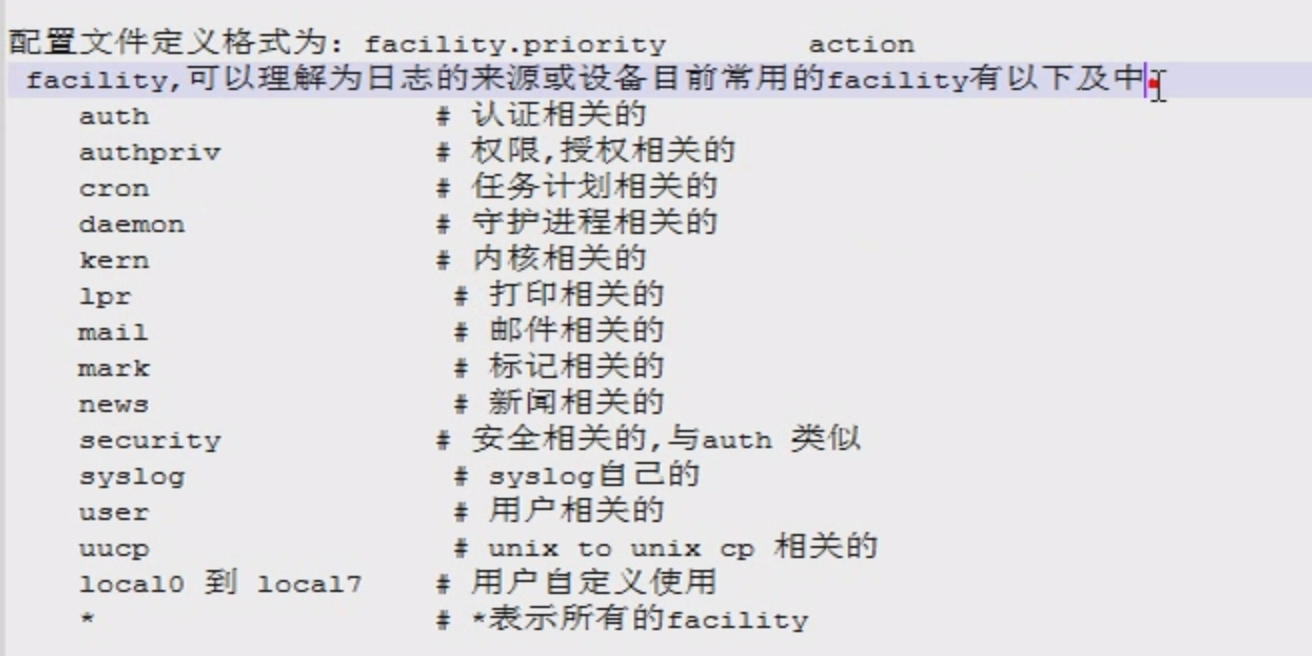 配置文件定义格式为: facility.priority        action
facility,可以理解为日志的来源或设备目前常用的facility有以下及中
auth                # 认证相关的
authpriv            # 权限,授权相关的
cron                # 任务计划相关的
daemon              # 守护进程相关的
kern                # 内核相关的
lpr                  # 打印相关的
mail                 # 邮件相关的
mark                 # 标记相关的
news                 # 新闻相关的
security            # 安全相关的,与auth 类似
syslog               # syslog自己的
user                 # 用户相关的
uucp                 # unix to unix cp 相关的
local0 到 local7    # 用户自定义使用
*                   # *表示所有的facility